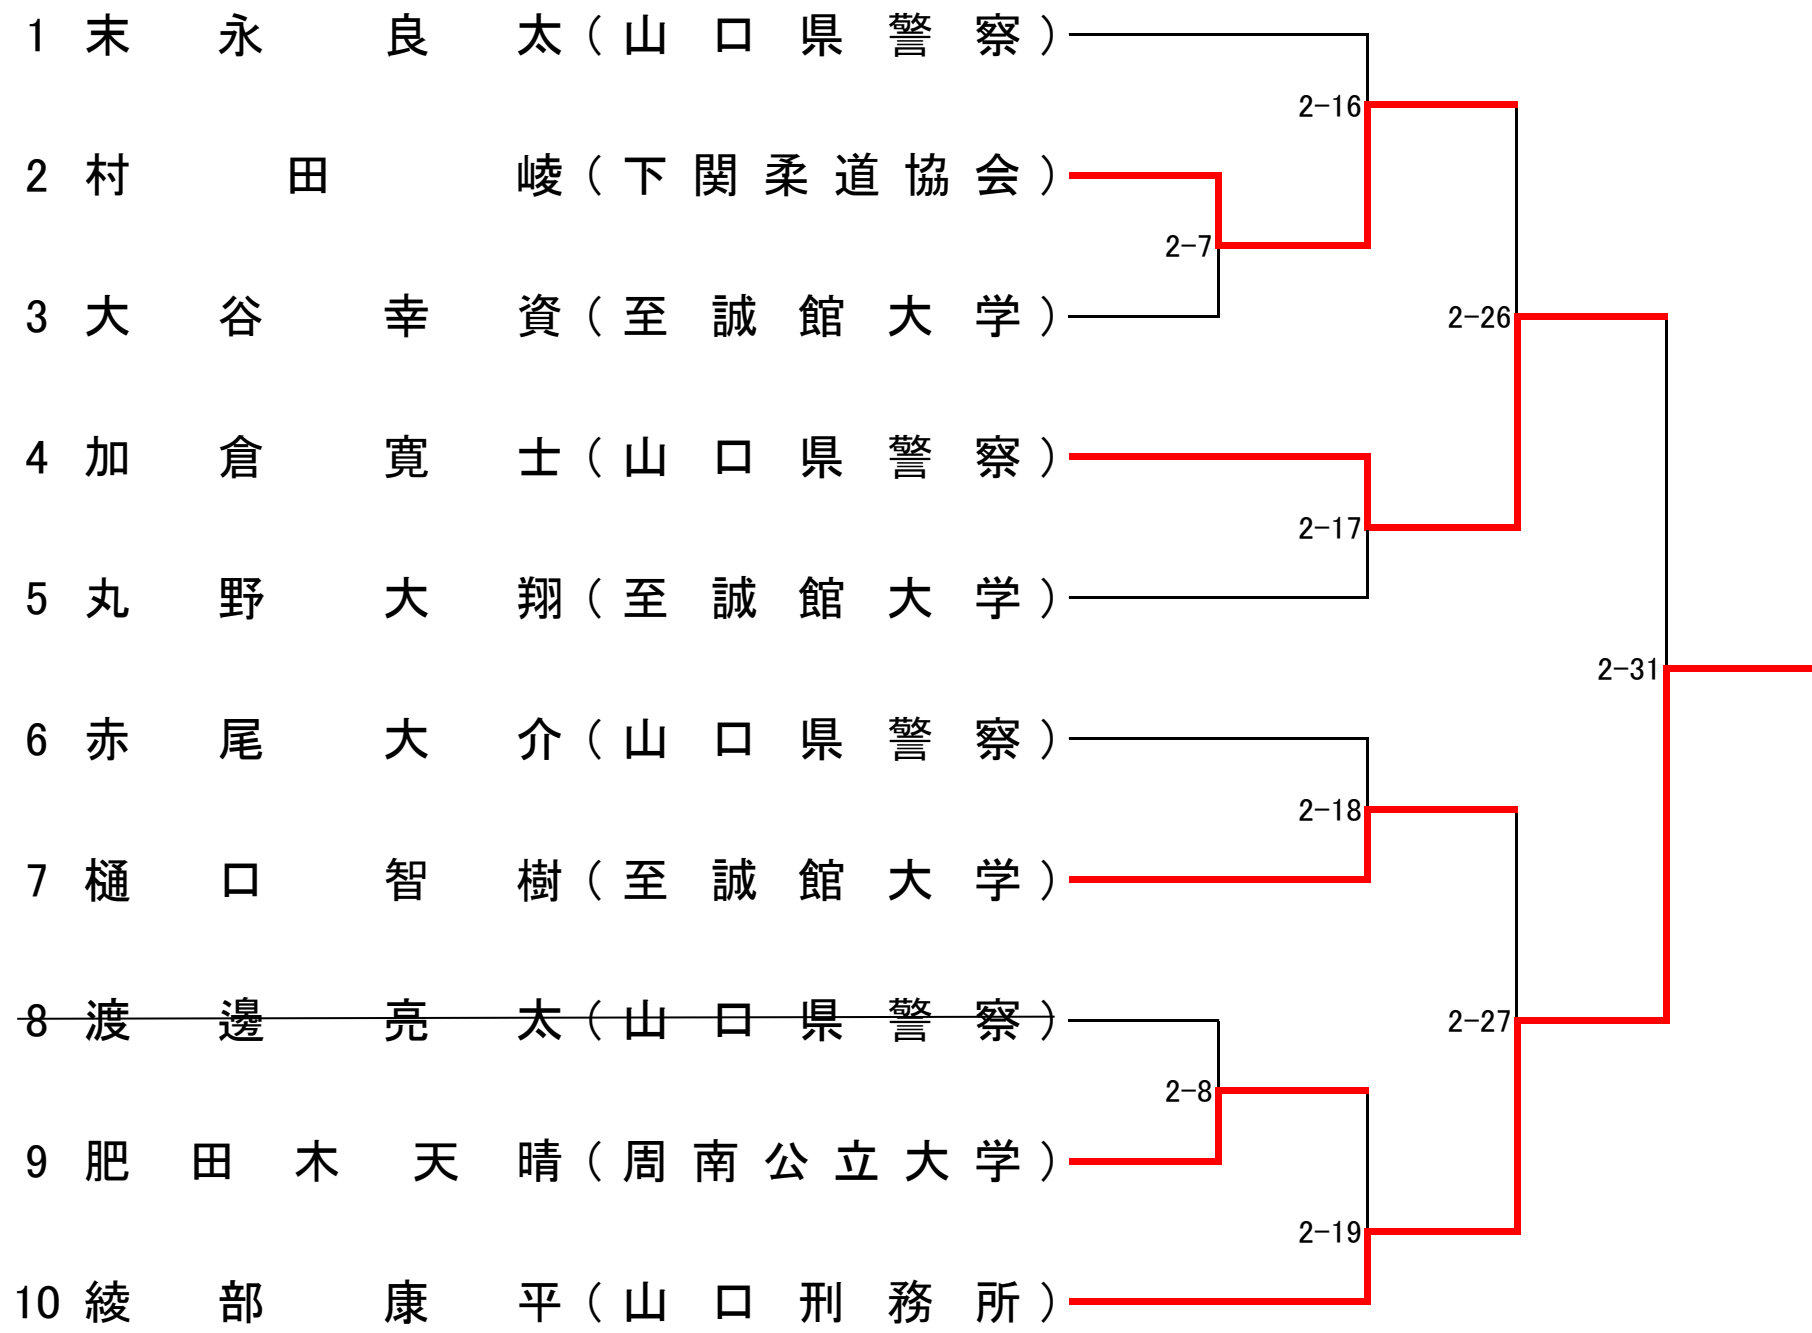 1 末永良太(山口県警察)
2-16
2 村田崚(下関柔道協会)
2-7
3 大谷幸資(至誠館大学)
2-26
4 加倉寛士(山口県警察)
2-17
5 丸野大翔(至誠館大学)
2-31
6 赤尾大介(山口県警察)
2-18
7 樋口智樹(至誠館大学)
8 渡邊亮太(山口県警察)
2-27
2-8
9 肥田木天晴(周南公立大学)
2-19
10 綾部康平(山口刑務所)